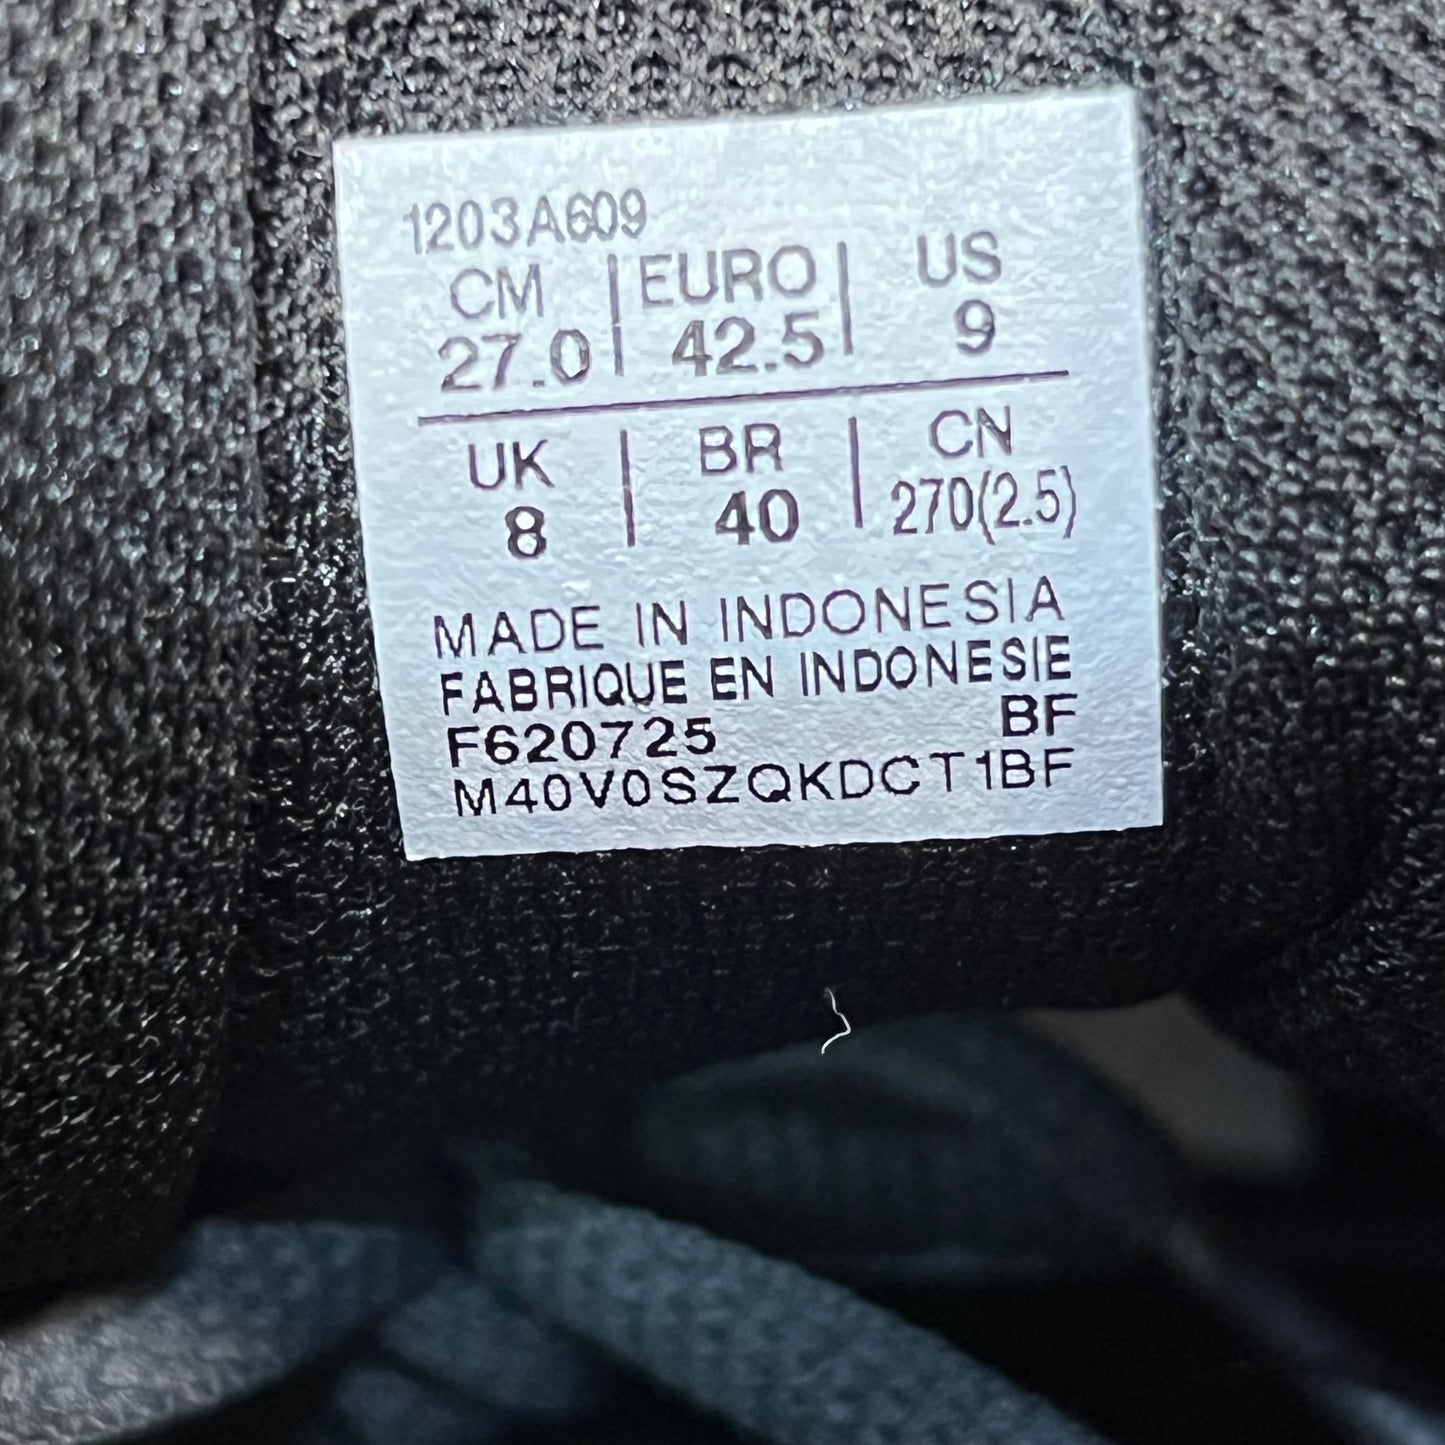 1203A609
CM | EURO | US
27.0 | 42.5 | 9
UK | BR | CN
8 | 40 | 270(2.5)
MADE IN INDONESIA
FABRIQUE EN INDONESIE
F620725 BF
M40V0SZQKDCT1BF